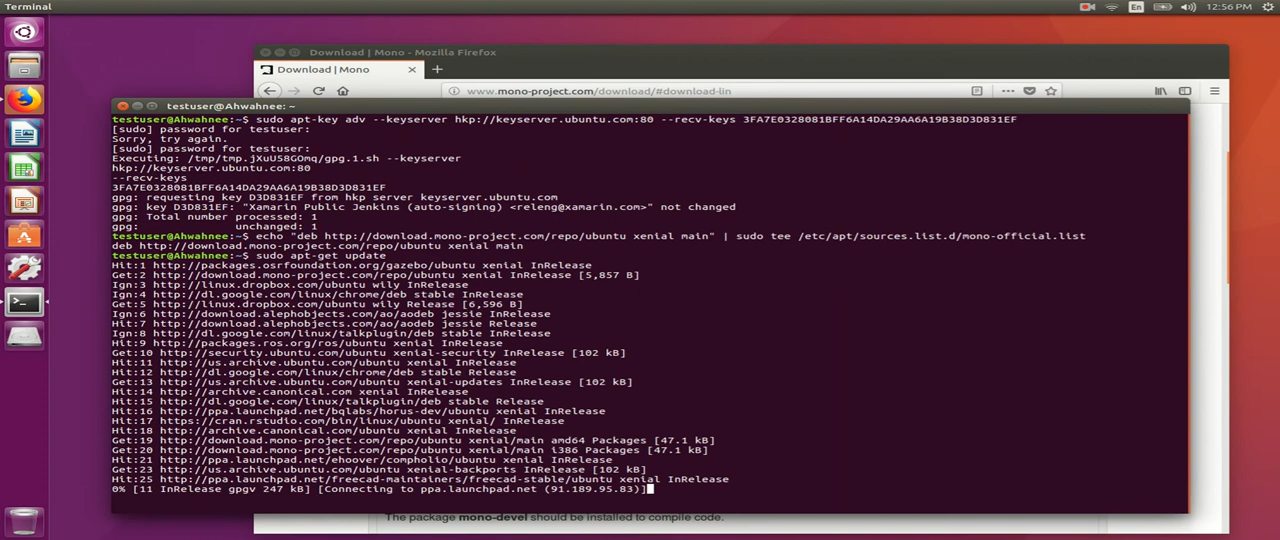 Terminal
En
12:56 PM
Download | Mono - Mozilla Firefox
Download | Mono
www.mono-project.com/download/#download-lin
testuser@Ahwahnee: ~
testuser@Ahwahnee:~$ sudo apt-key adv --keyserver hkp://keyserver.ubuntu.com:80 --recv-keys 3FA7E0328081BFF6A14DA29AA6A19B38D3D831EF
[sudo] password for testuser:
Sorry, try again.
[sudo] password for testuser:
Executing: /tmp/tmp.jXuUS8GOmq/gpg.1.sh --keyserver
hkp://keyserver.ubuntu.com:80
--recv-keys
3FA7E0328081BFF6A14DA29AA6A19B38D3D831EF
gpg: requesting key D3D831EF from hkp server keyserver.ubuntu.com
gpg: key D3D831EF: "Xamarin Public Jenkins (auto-signing) <releng@xamarin.com>" not changed
gpg: Total number processed: 1
gpg:              unchanged: 1
testuser@Ahwahnee:~$ echo "deb http://download.mono-project.com/repo/ubuntu xenial main" | sudo tee /etc/apt/sources.list.d/mono-official.list
deb http://download.mono-project.com/repo/ubuntu xenial main
testuser@Ahwahnee:~$ sudo apt-get update
Hit:1 http://packages.osrfoundation.org/gazebo/ubuntu xenial InRelease
Get:2 http://download.mono-project.com/repo/ubuntu xenial InRelease [5,857 B]
Ign:3 http://linux.dropbox.com/ubuntu wily InRelease
Ign:4 http://dl.google.com/linux/chrome/deb stable InRelease
Get:5 http://linux.dropbox.com/ubuntu wily Release [6,596 B]
Ign:6 http://download.alephobjects.com/ao/aodeb jessie InRelease
Hit:7 http://download.alephobjects.com/ao/aodeb jessie Release
Ign:8 http://dl.google.com/linux/talkplugin/deb stable InRelease
Hit:9 http://packages.ros.org/ros/ubuntu xenial InRelease
Get:10 http://security.ubuntu.com/ubuntu xenial-security InRelease [102 kB]
Hit:11 http://us.archive.ubuntu.com/ubuntu xenial InRelease
Hit:12 http://dl.google.com/linux/chrome/deb stable Release
Get:13 http://us.archive.ubuntu.com/ubuntu xenial-updates InRelease [102 kB]
Hit:14 http://archive.canonical.com xenial InRelease
Hit:15 http://dl.google.com/linux/talkplugin/deb stable Release
Hit:16 http://ppa.launchpad.net/bqlabs/horus-dev/ubuntu xenial InRelease
Hit:17 https://cran.rstudio.com/bin/linux/ubuntu xenial/ InRelease
Hit:18 http://archive.canonical.com/ubuntu xenial InRelease
Get:19 http://download.mono-project.com/repo/ubuntu xenial/main amd64 Packages [47.1 kB]
Get:20 http://download.mono-project.com/repo/ubuntu xenial/main i386 Packages [47.1 kB]
Hit:21 http://ppa.launchpad.net/ehoover/compholio/ubuntu xenial InRelease
Get:23 http://us.archive.ubuntu.com/ubuntu xenial-backports InRelease [102 kB]
Hit:25 http://ppa.launchpad.net/freecad-maintainers/freecad-stable/ubuntu xenial InRelease
0% [11 InRelease gpgv 247 kB] [Connecting to ppa.launchpad.net (91.189.95.83)]
The package mono-devel should be installed to compile code.